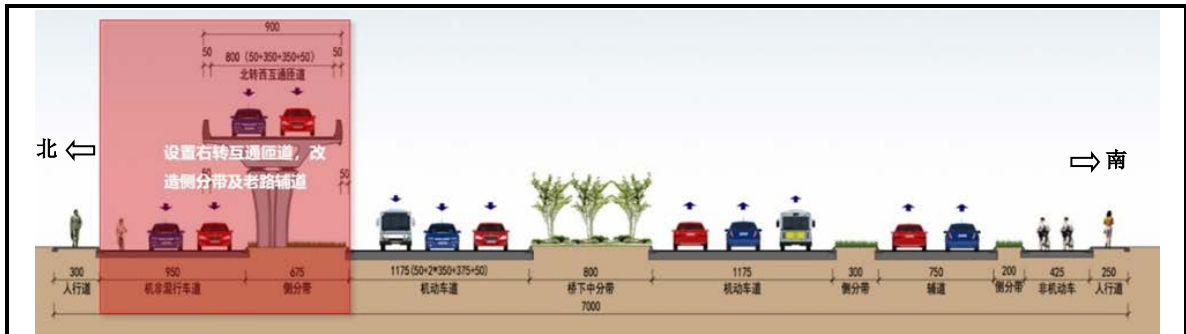 900
50 800（50+350+350+50） 50
北转西互通匝道
北
设置右转互通匝道，改
造侧分带及老路辅道
50 50
南
300 950 675 1175(50+2*350+375+50) 800 1175 300 750 200 425 250
人行道 机非混行车道 侧分带 机动车道 桥下中分带 机动车道 侧分带 辅道 侧分带 非机动车 人行道
7000